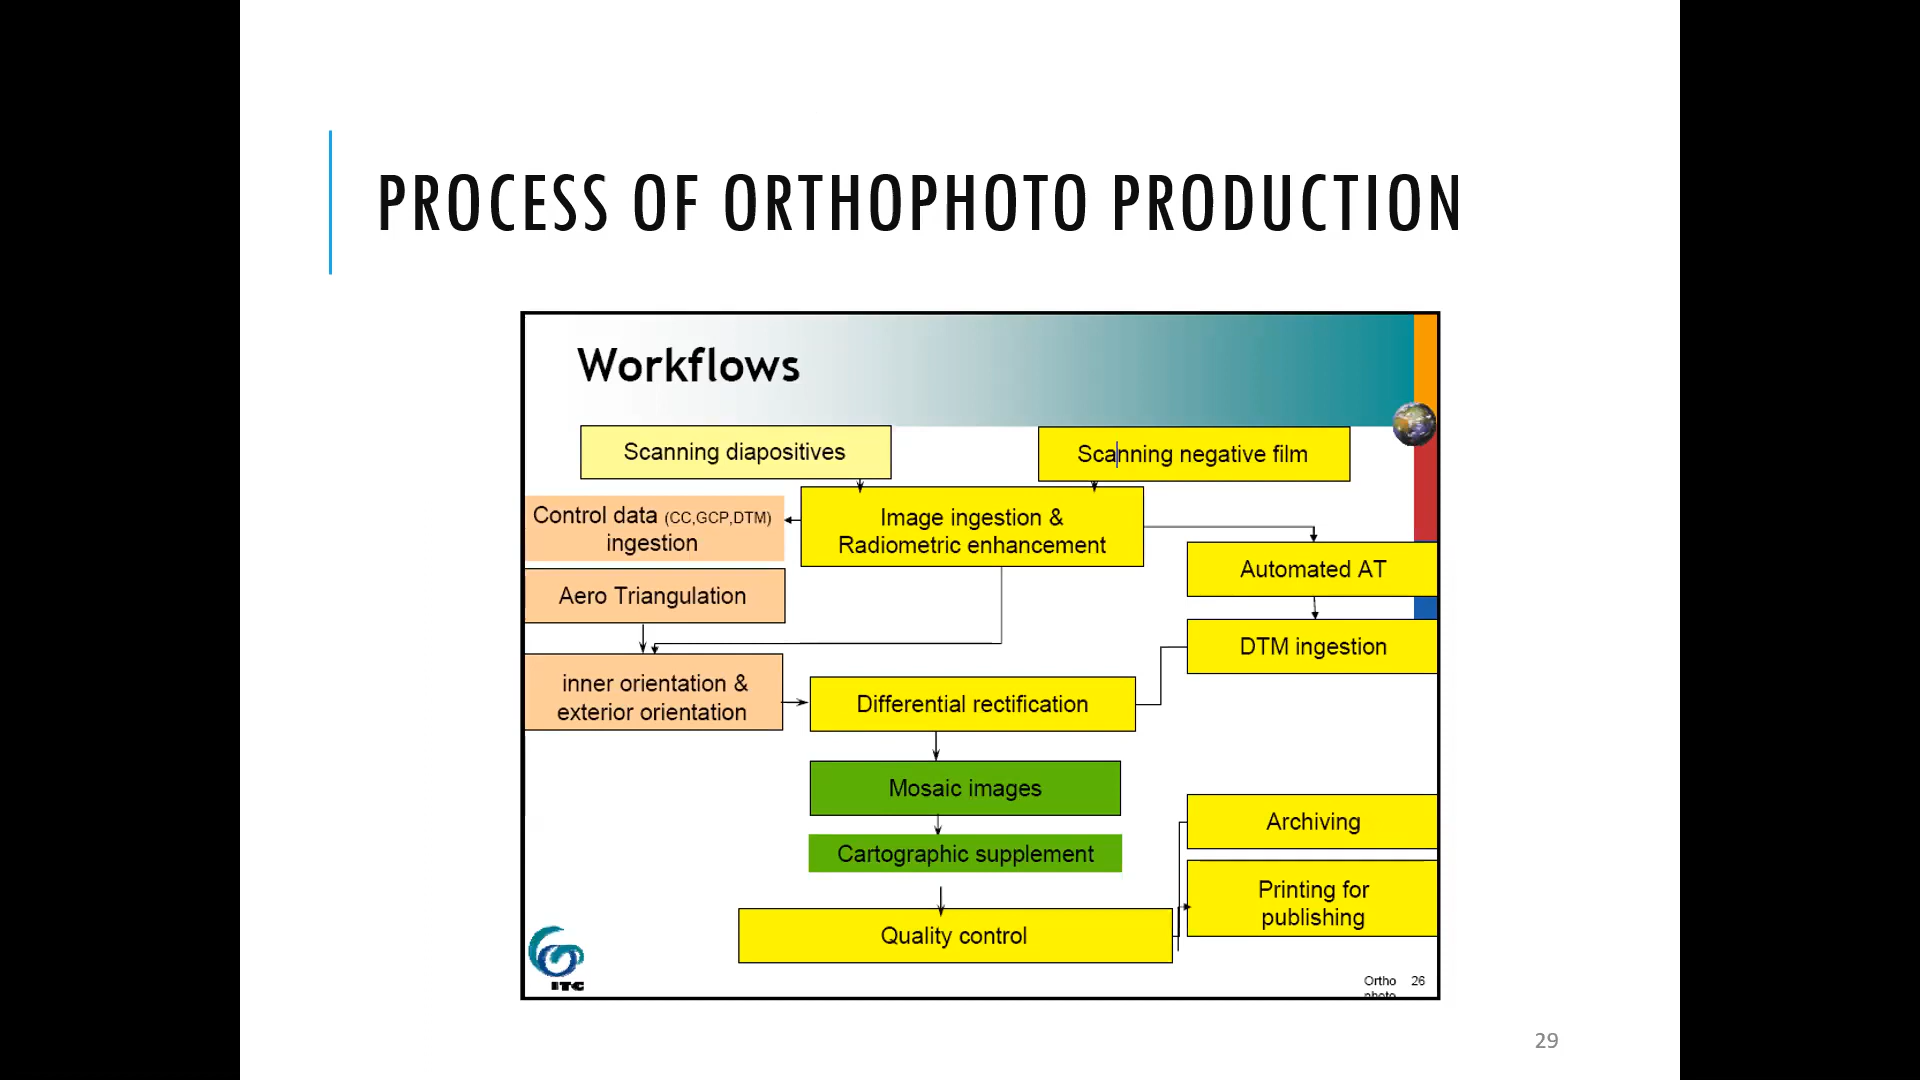 PROCESS OF ORTHOPHOTO PRODUCTION
Workflows
Scanning diapositives
Scanning negative film
Control data (CC,GCP,DTM)
ingestion
Image ingestion &
Radiometric enhancement
Automated AT
Aero Triangulation
DTM ingestion
inner orientation &
exterior orientation
Differential rectification
Mosaic images
Archiving
Cartographic supplement
Printing for
publishing
Quality control
ITC
Ortho 26
photo
29